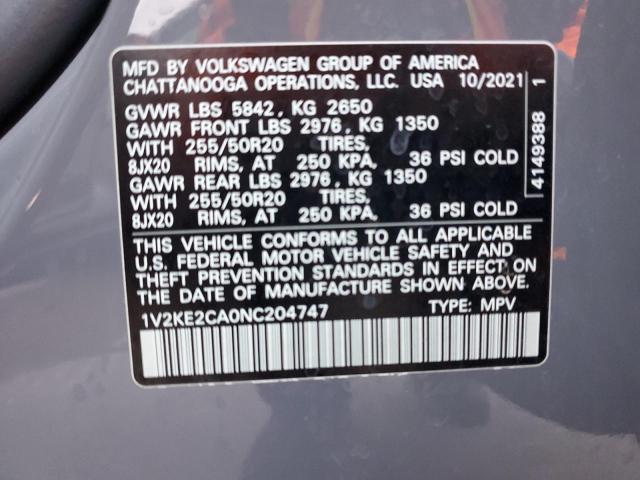 MFD BY VOLKSWAGEN GROUP OF AMERICA
CHATTANOOGA OPERATIONS, LLC. USA 10/2021
GVWR LBS 5842, KG 2650
GAWR FRONT LBS 2976, KG 1350
WITH 255/50R20 TIRES,
8JX20 RIMS, AT 250 KPA, 36 PSI COLD
GAWR REAR LBS 2976, KG 1350
WITH 255/50R20 TIRES,
8JX20 RIMS, AT 250 KPA, 36 PSI COLD
THIS VEHICLE CONFORMS TO ALL APPLICABLE
U.S. FEDERAL MOTOR VEHICLE SAFETY AND
THEFT PREVENTION STANDARDS IN EFFECT ON
THE DATE OF MANUFACTURE SHOWN ABOVE.
1V2KE2CA0NC204747 TYPE: MPV
4149388 1